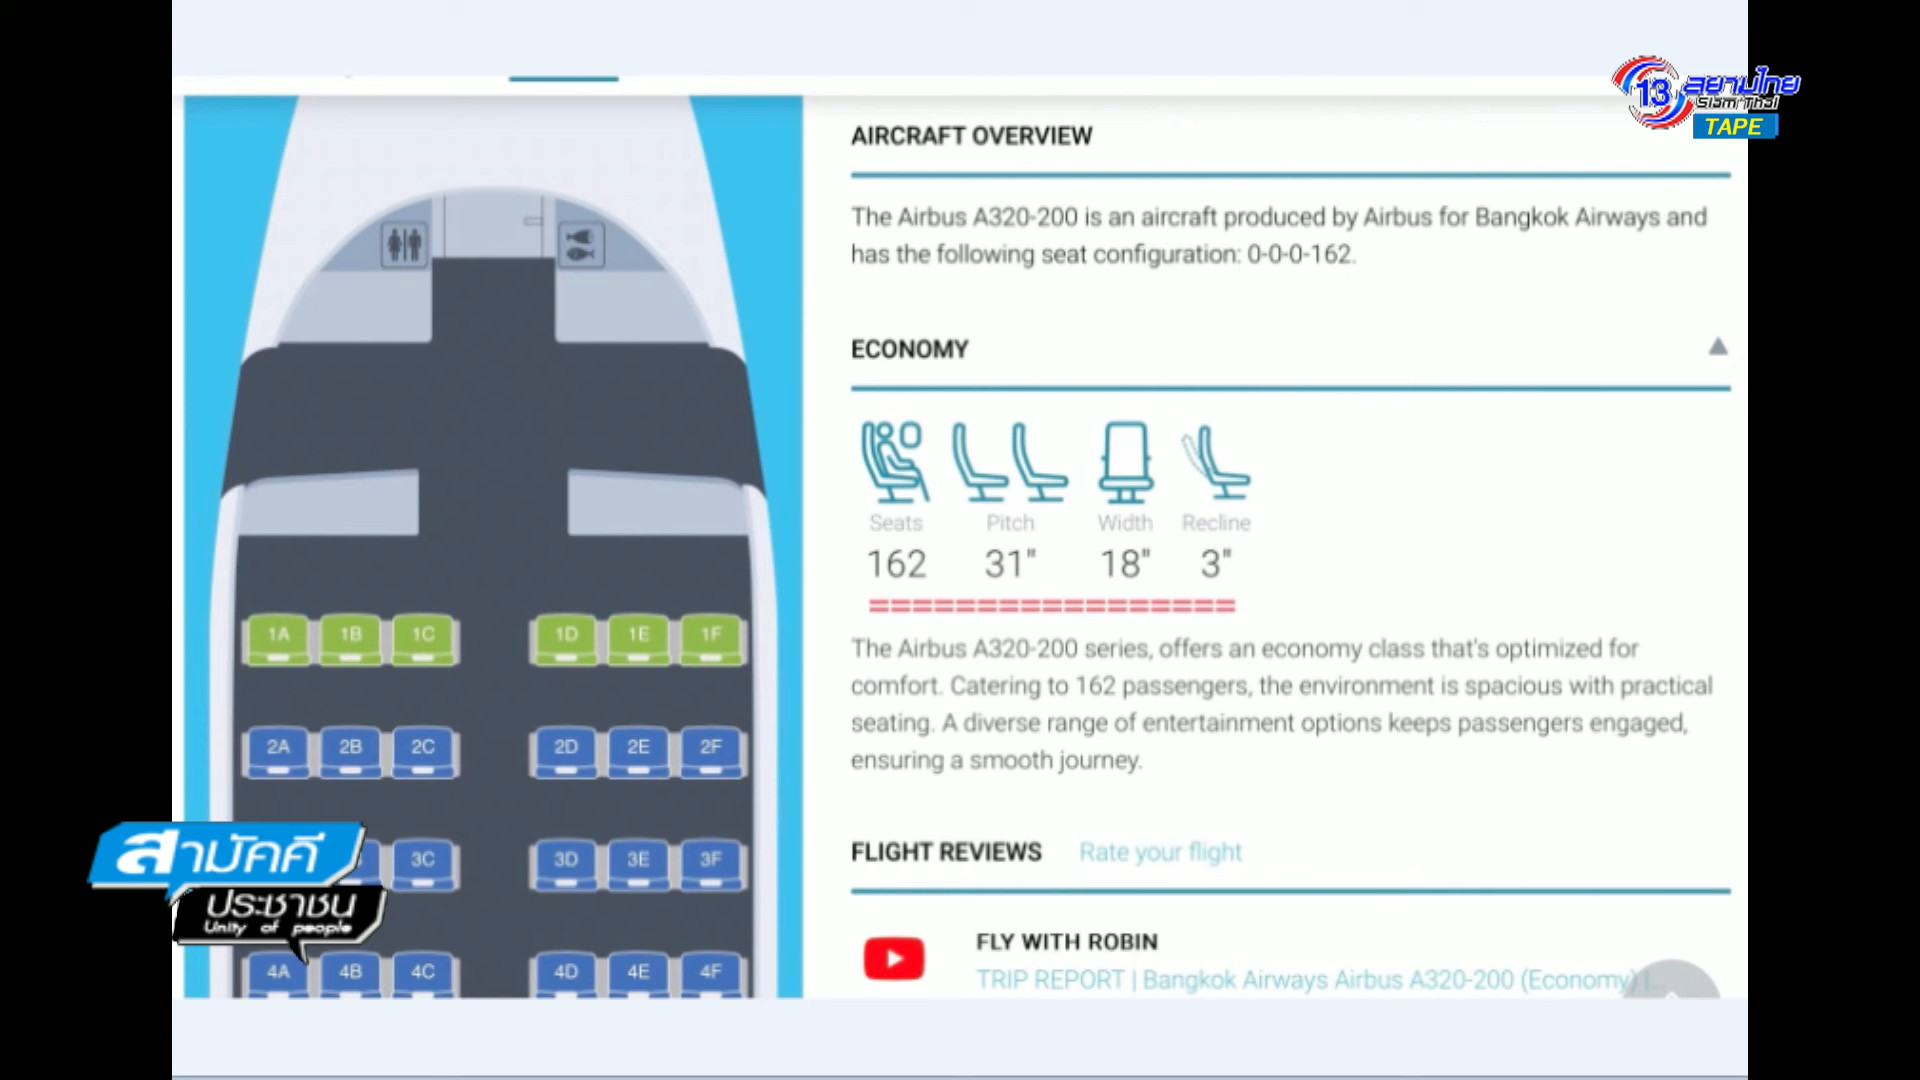 13 สยามไทย
Siam Thai
TAPE
AIRCRAFT OVERVIEW
The Airbus A320-200 is an aircraft produced by Airbus for Bangkok Airways and
has the following seat configuration: 0-0-0-162.
ECONOMY
Seats Pitch Width Recline
162 31" 18" 3"
=================
The Airbus A320-200 series, offers an economy class that's optimized for
comfort. Catering to 162 passengers, the environment is spacious with practical
seating. A diverse range of entertainment options keeps passengers engaged,
ensuring a smooth journey.
FLIGHT REVIEWS Rate your flight
FLY WITH ROBIN
TRIP REPORT | Bangkok Airways Airbus A320-200 (Economy) |...
1A 1B 1C 1D 1E 1F
2A 2B 2C 2D 2E 2F
3C 3D 3E 3F
4A 4B 4C 4D 4E 4F
สามัคคี
ประชาชน
Unity of people